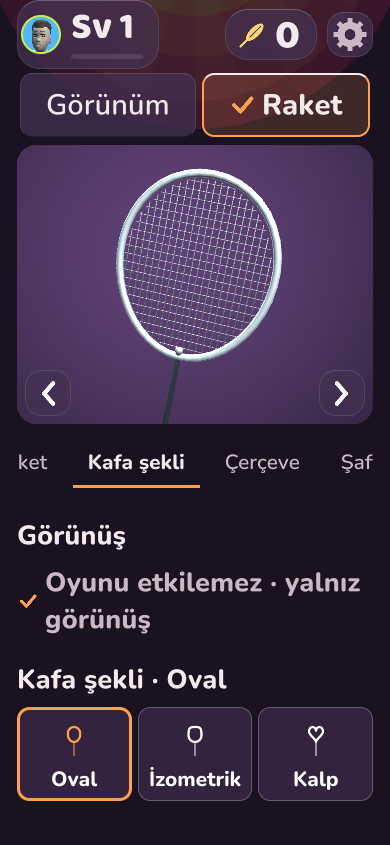 Sv 1
0
Görünüm
Raket
ket
Kafa şekli
Çerçeve
Şaf
Görünüş
Oyunu etkilemez · yalnız
görünüş
Kafa şekli · Oval
Oval
İzometrik
Kalp